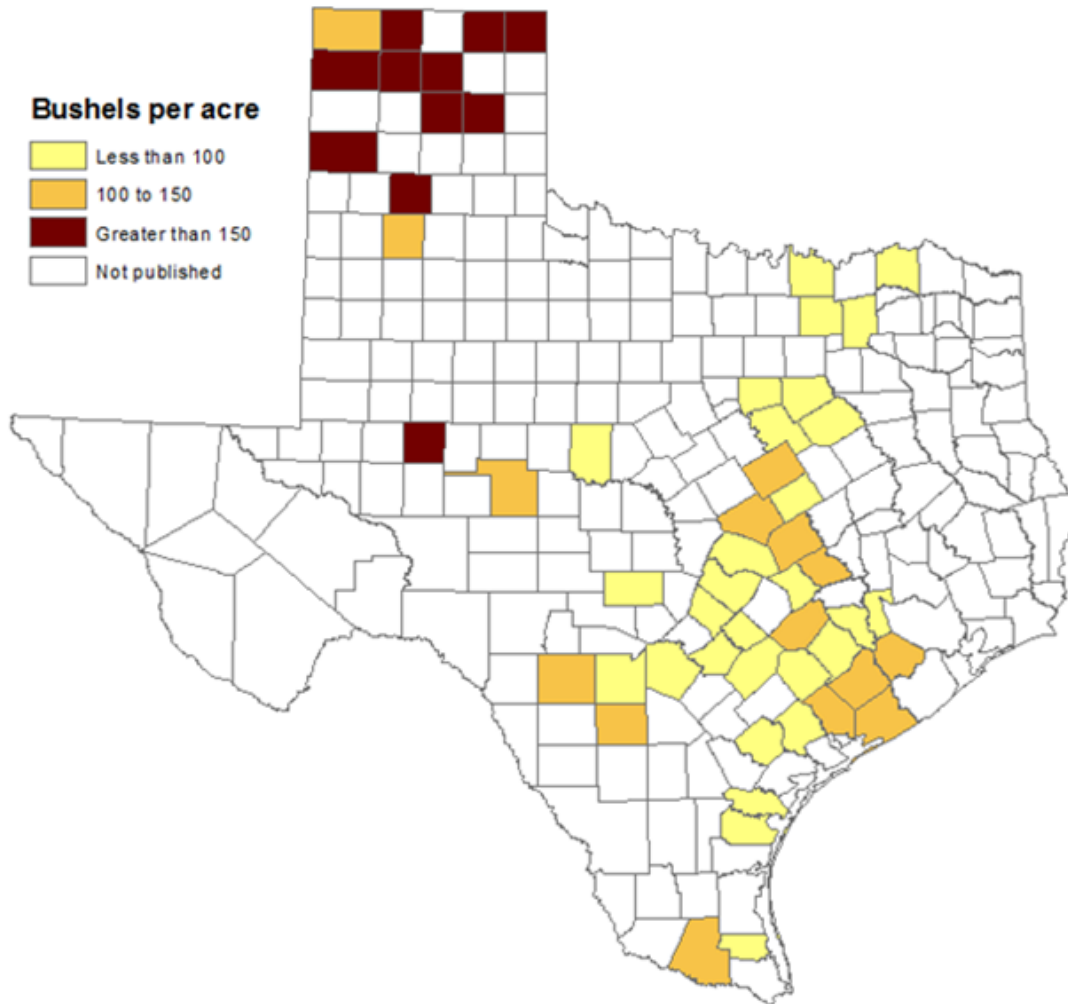 Bushels per acre
Less than 100
100 to 150
Greater than 150
Not published